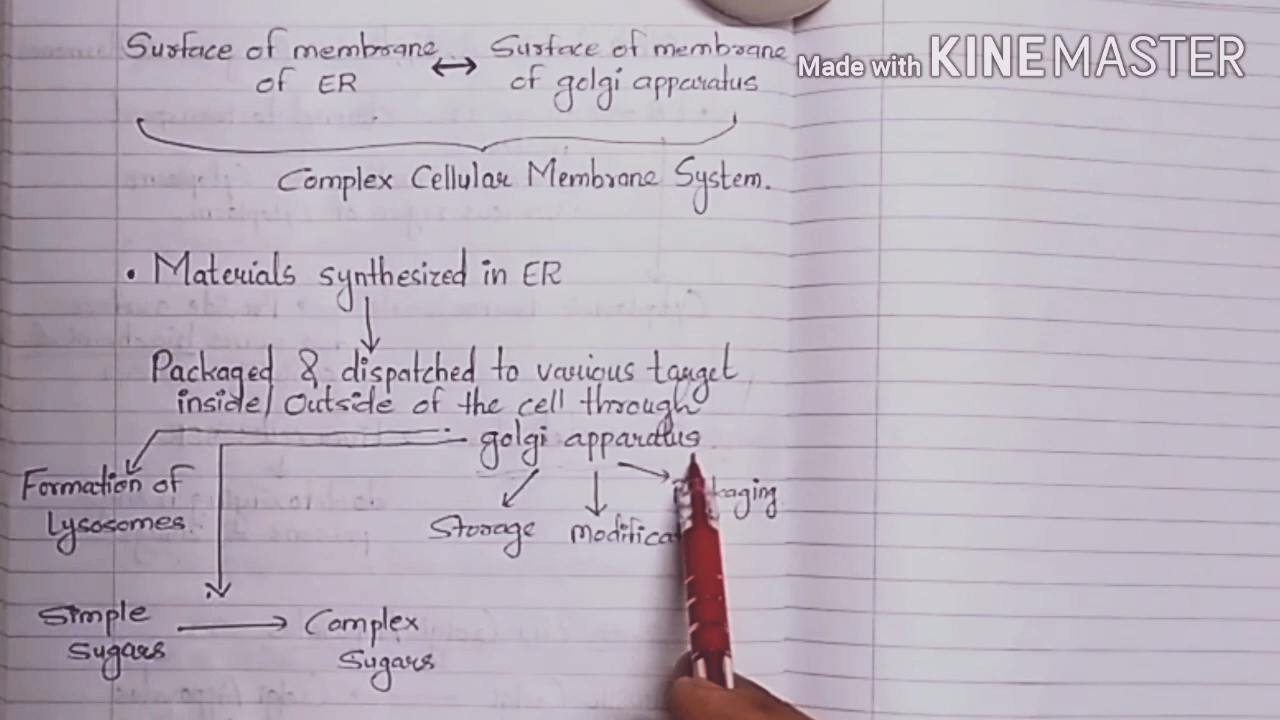 Surface of membrane ↔ Surface of membrane
of ER of golgi apparatus
Made with KINEMASTER
Complex Cellular Membrane System.
• Materials synthesized in ER
↓
Packaged & dispatched to various target
inside/outside of the cell through
golgi apparatus
Formation of
Lysosomes.
Storage
Simple
Sugars
→
Complex
Sugars